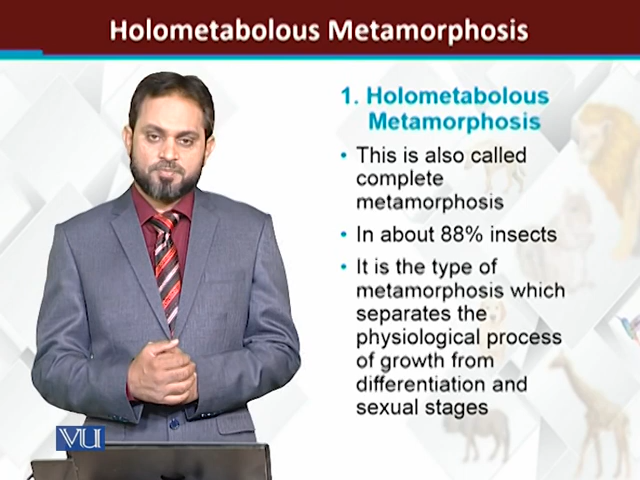 Holometabolous Metamorphosis
1. Holometabolous
Metamorphosis
• This is also called
complete
metamorphosis
• In about 88% insects
• It is the type of
metamorphosis which
separates the
physiological process
of growth from
differentiation and
sexual stages
VU